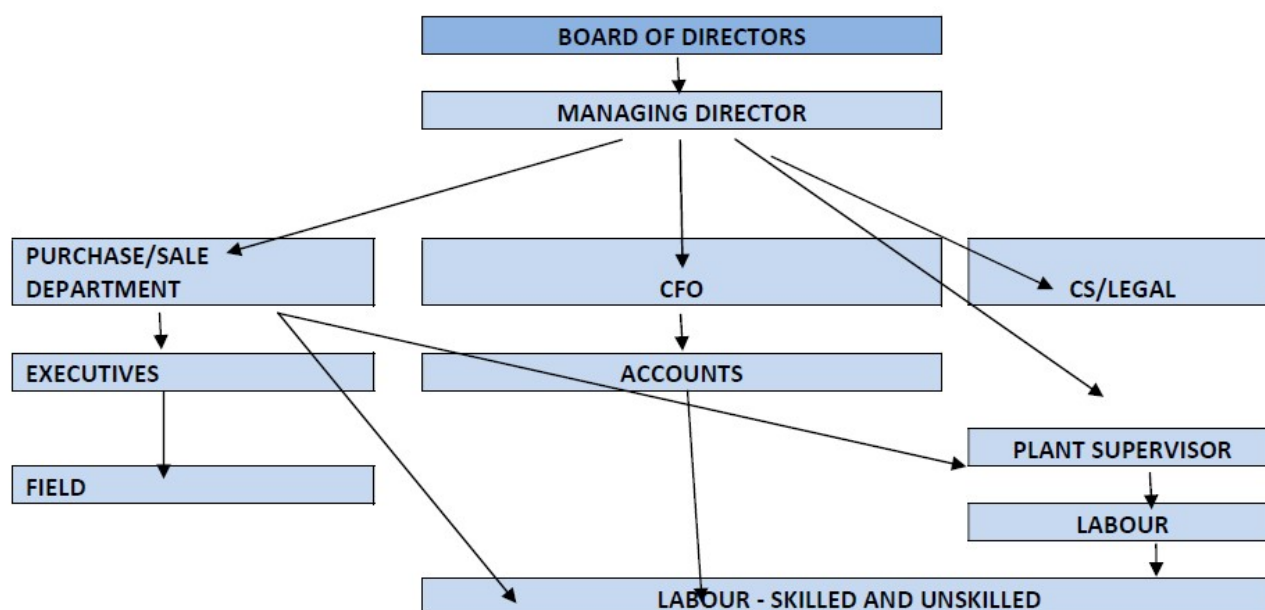 BOARD OF DIRECTORS
MANAGING DIRECTOR
PURCHASE/SALE
DEPARTMENT
CFO
CS/LEGAL
EXECUTIVES
ACCOUNTS
PLANT SUPERVISOR
FIELD
LABOUR
LABOUR - SKILLED AND UNSKILLED